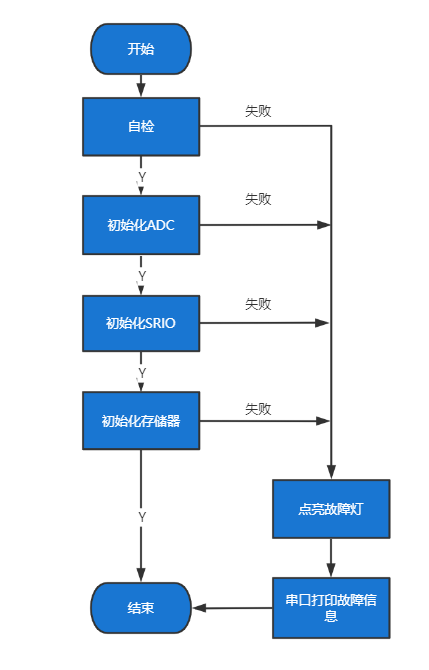 开始
自检
失败
Y
初始化ADC
失败
Y
初始化SRIO
失败
Y
初始化存储器
失败
Y
点亮故障灯
串口打印故障信
息
结束